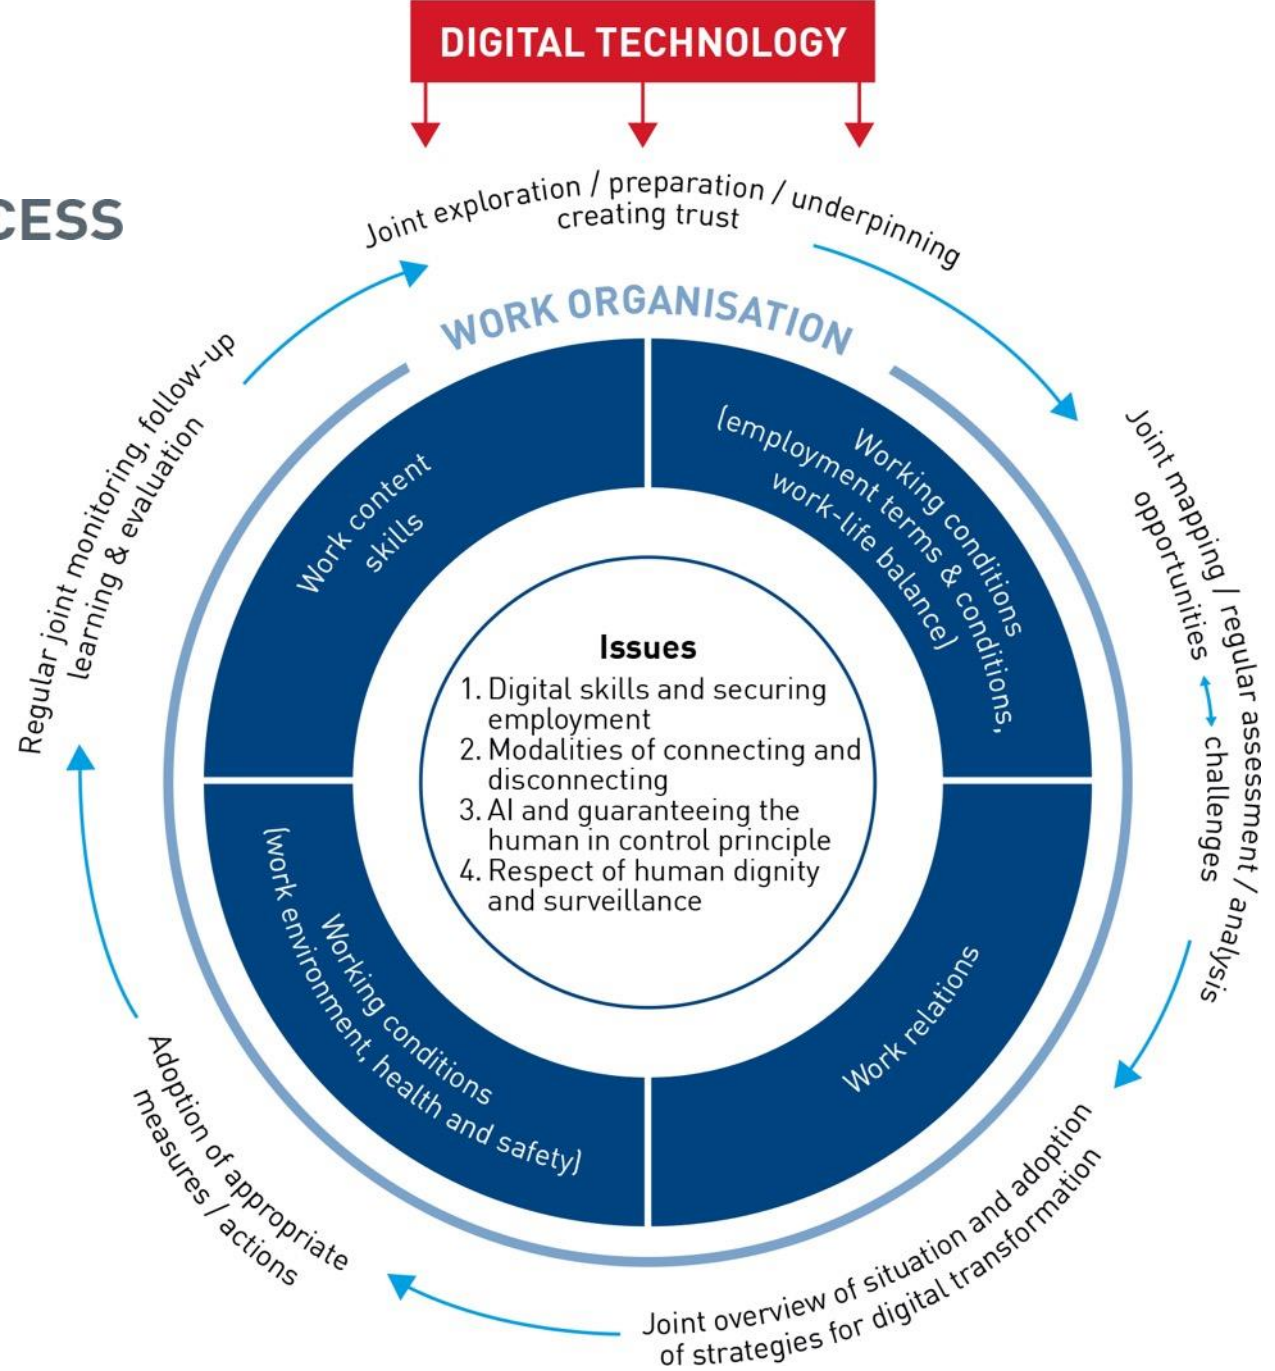 DIGITAL TECHNOLOGY
CESS
Joint exploration / preparation / underpinning
creating trust
WORK ORGANISATION
Working conditions
(employment terms & conditions,
work-life balance)
Joint mapping / regular assessment / analysis
opportunities
challenges
Work relations
Joint overview of situation and adoption
of strategies for digital transformation
Working conditions
(work environment, health and safety)
Adoption of appropriate
measures / actions
Work content
skills
Regular joint monitoring, follow-up
learning & evaluation
Issues
1. Digital skills and securing
employment
2. Modalities of connecting and
disconnecting
3. AI and guaranteeing the
human in control principle
4. Respect of human dignity
and surveillance